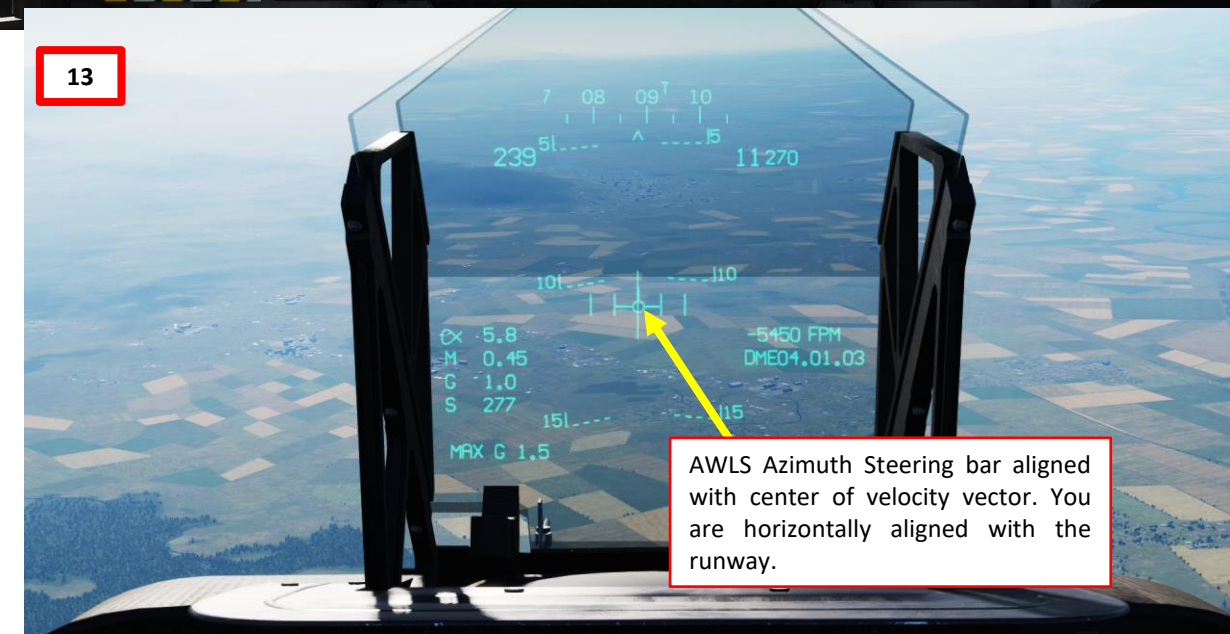 13
7 08 09 T 10
239 5 5 11270
10 10
α 5.8 -5450 FPM
M 0.45 DME04.01.03
G 1.0
S 277
15 15
MAX G 1.5
AWLS Azimuth Steering bar aligned
with center of velocity vector. You
are horizontally aligned with the
runway.